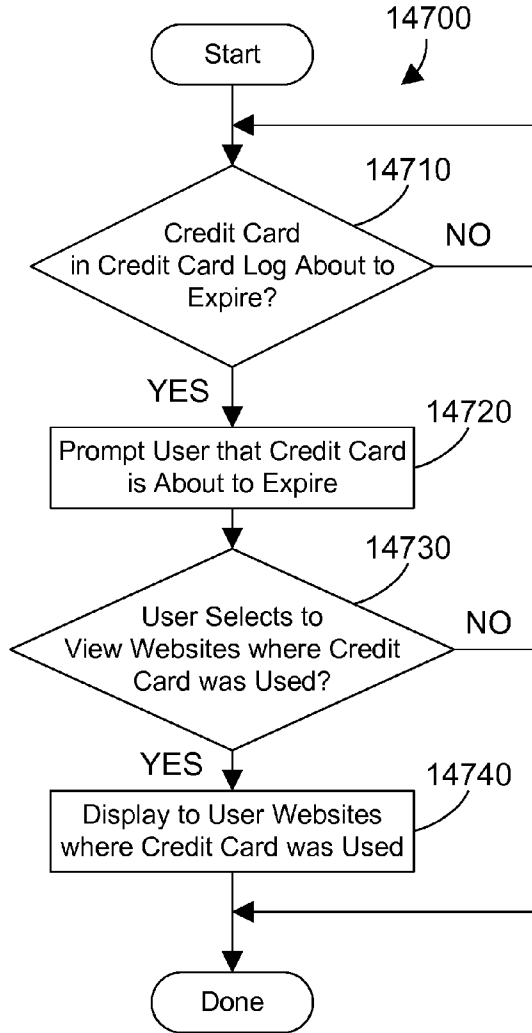 14700
Start
14710
Credit Card
in Credit Card Log About to
Expire?
NO
YES
14720
Prompt User that Credit Card
is About to Expire
14730
User Selects to
View Websites where Credit
Card was Used?
NO
YES
14740
Display to User Websites
where Credit Card was Used
Done